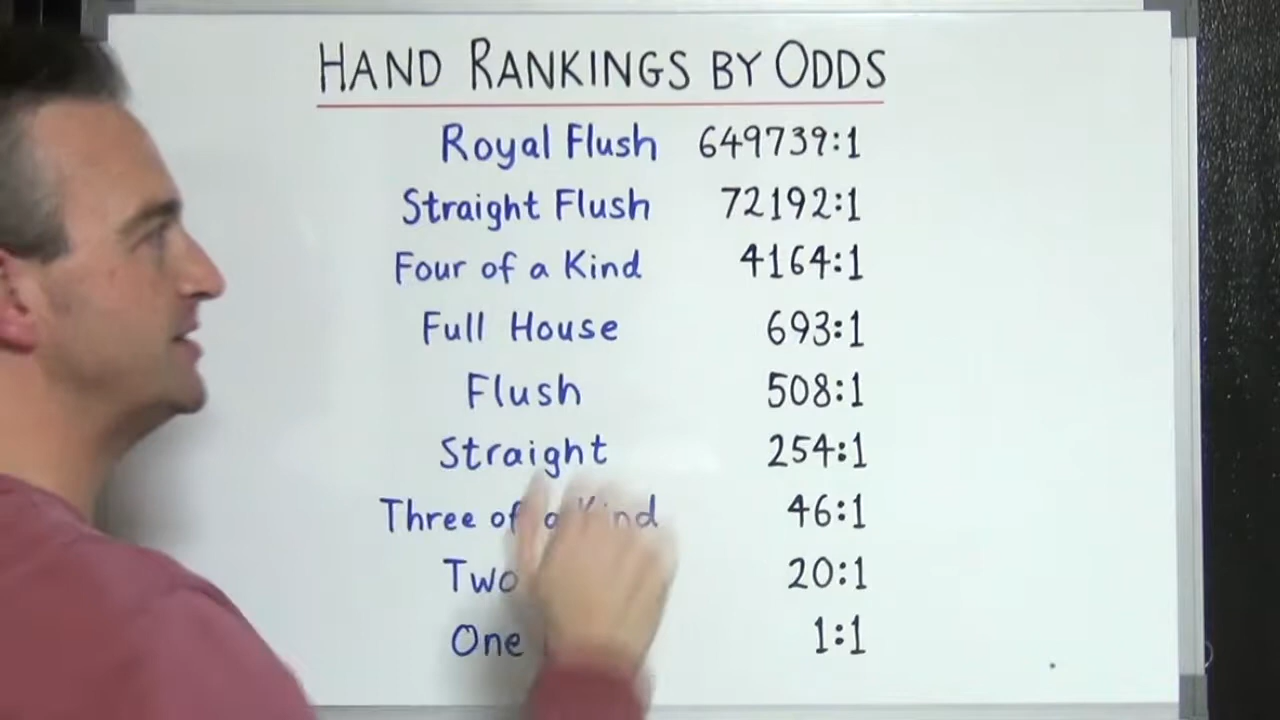 HAND RANKINGS BY ODDS
Royal Flush 649739:1
Straight Flush 72192:1
Four of a Kind 4164:1
Full House 693:1
Flush 508:1
Straight 254:1
Three of a Kind 46:1
Two 20:1
One 1:1